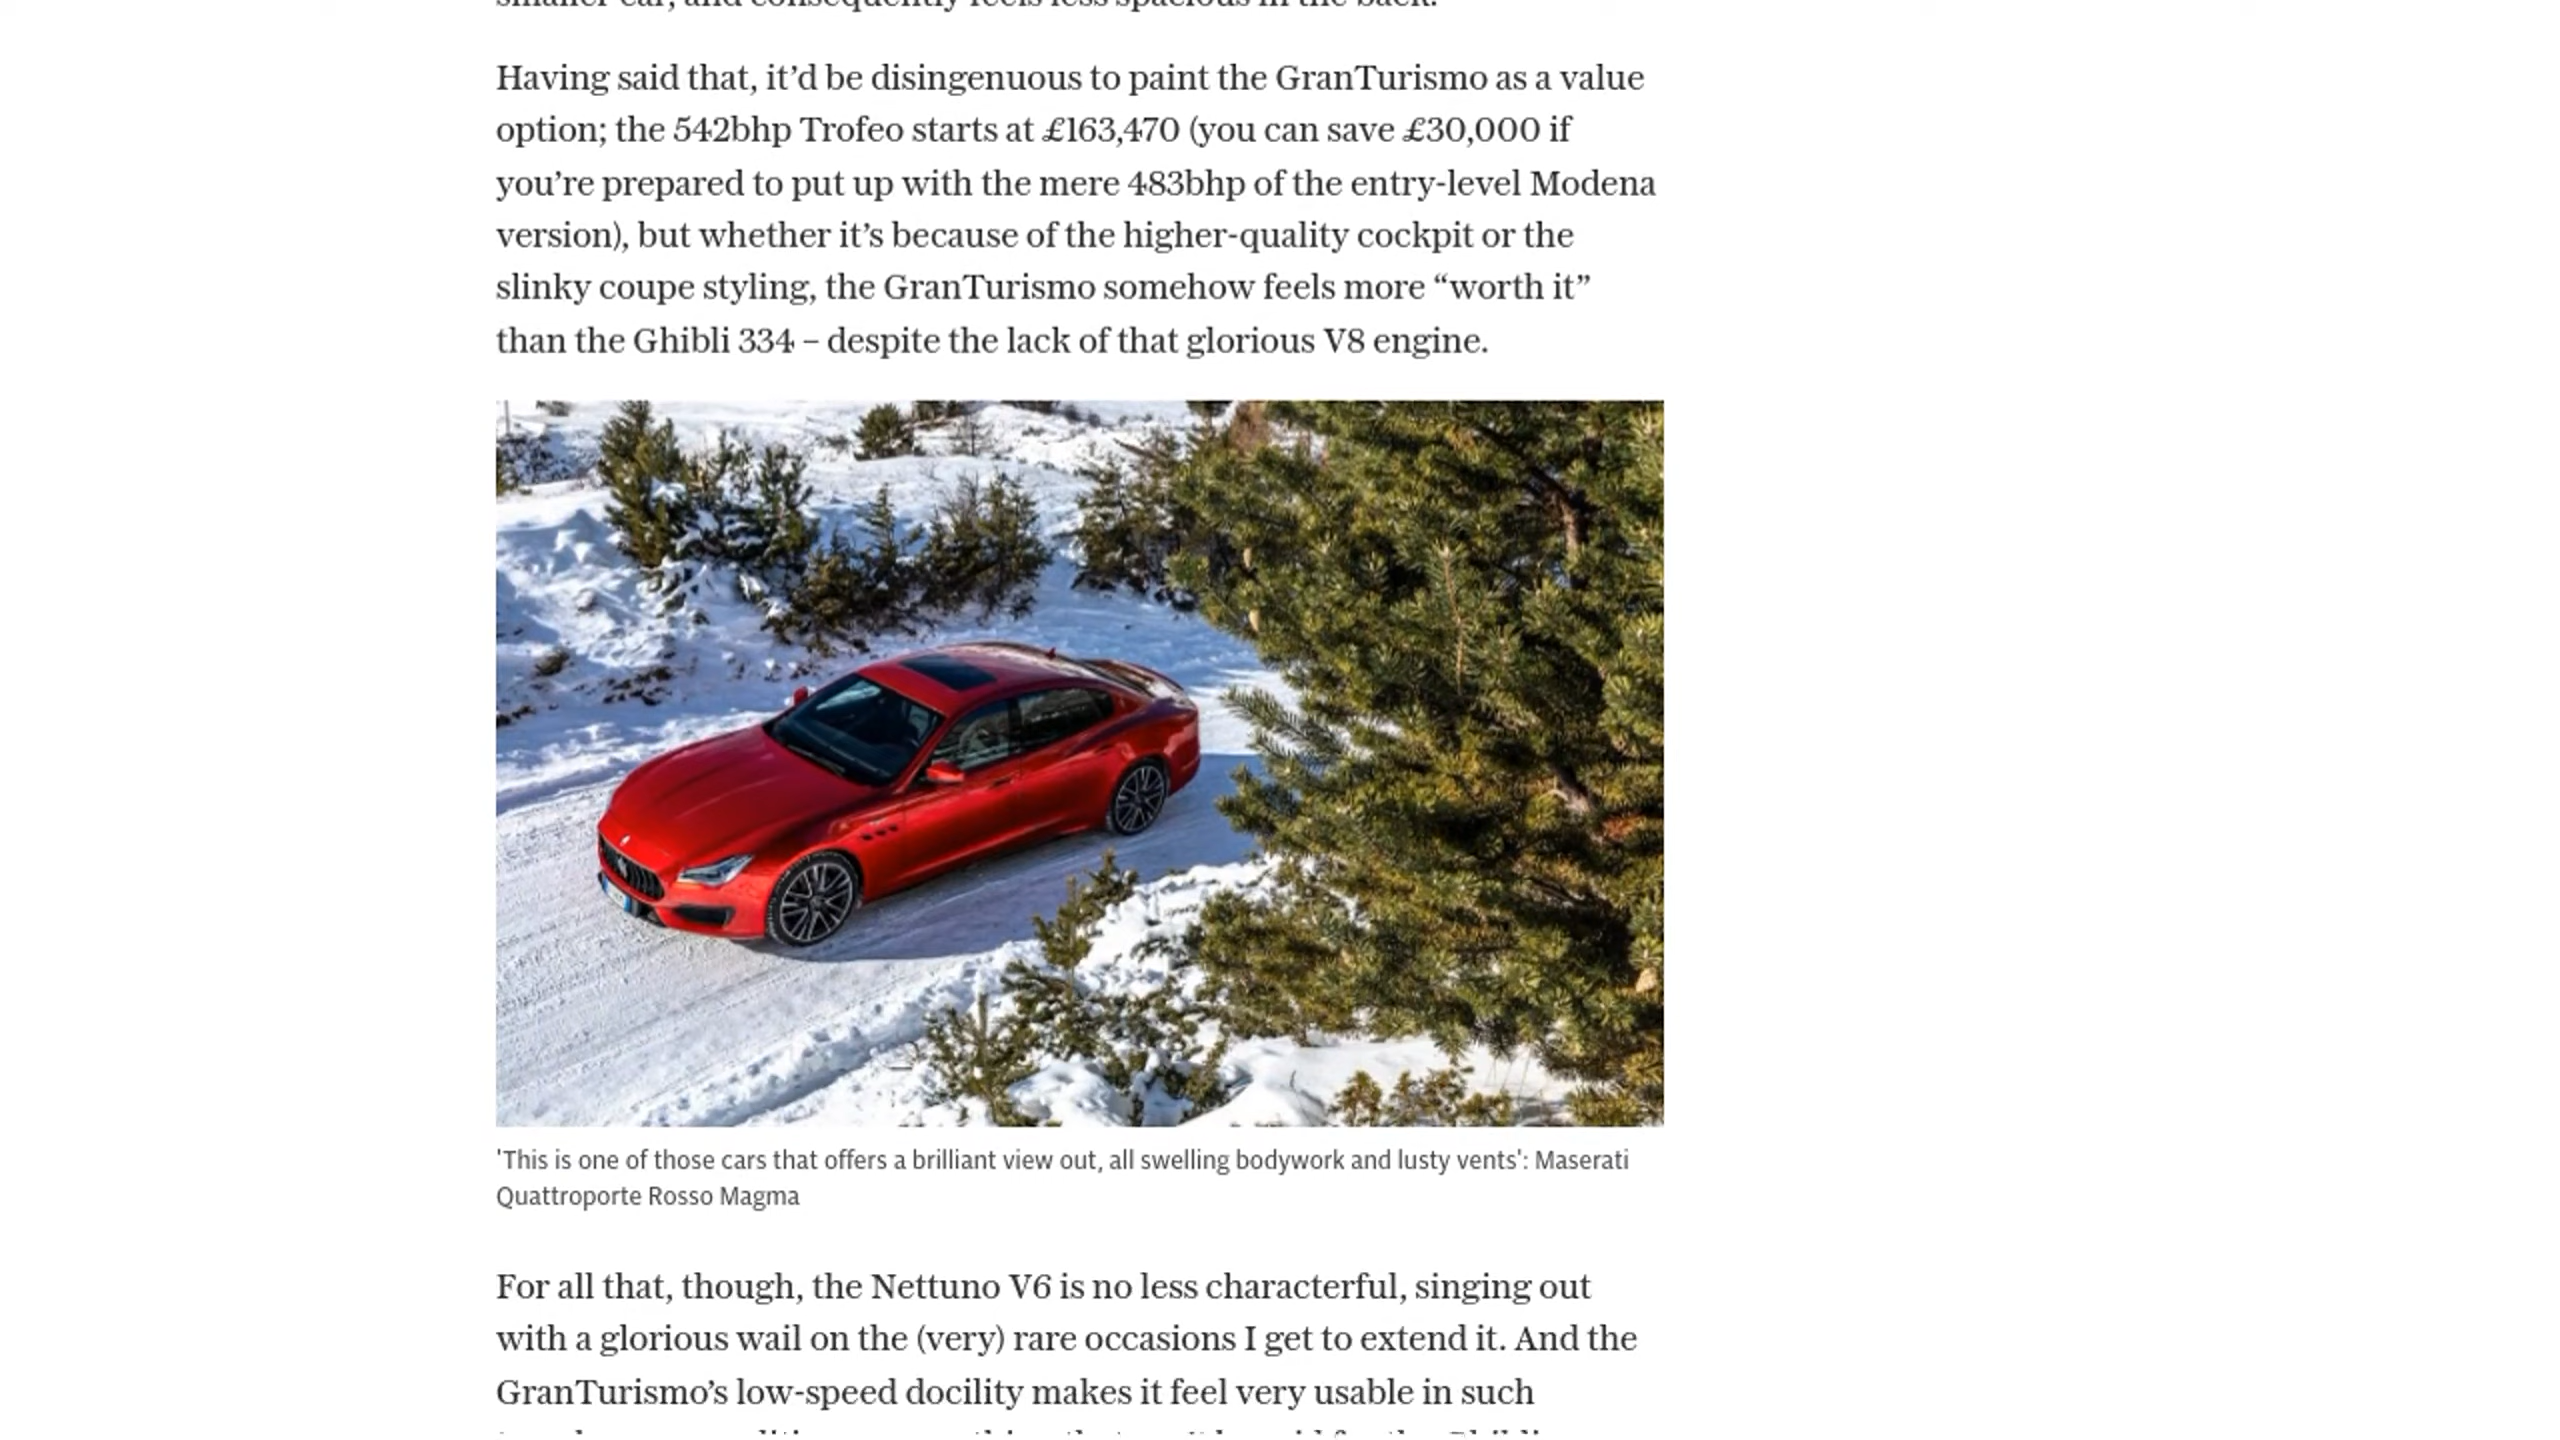 smaller car, and consequently feels less spacious in the back.
Having said that, it’d be disingenuous to paint the GranTurismo as a value
option; the 542bhp Trofeo starts at £163,470 (you can save £30,000 if
you’re prepared to put up with the mere 483bhp of the entry-level Modena
version), but whether it’s because of the higher-quality cockpit or the
slinky coupe styling, the GranTurismo somehow feels more “worth it”
than the Ghibli 334 – despite the lack of that glorious V8 engine.
'This is one of those cars that offers a brilliant view out, all swelling bodywork and lusty vents': Maserati
Quattroporte Rosso Magma
For all that, though, the Nettuno V6 is no less characterful, singing out
with a glorious wail on the (very) rare occasions I get to extend it. And the
GranTurismo’s low-speed docility makes it feel very usable in such